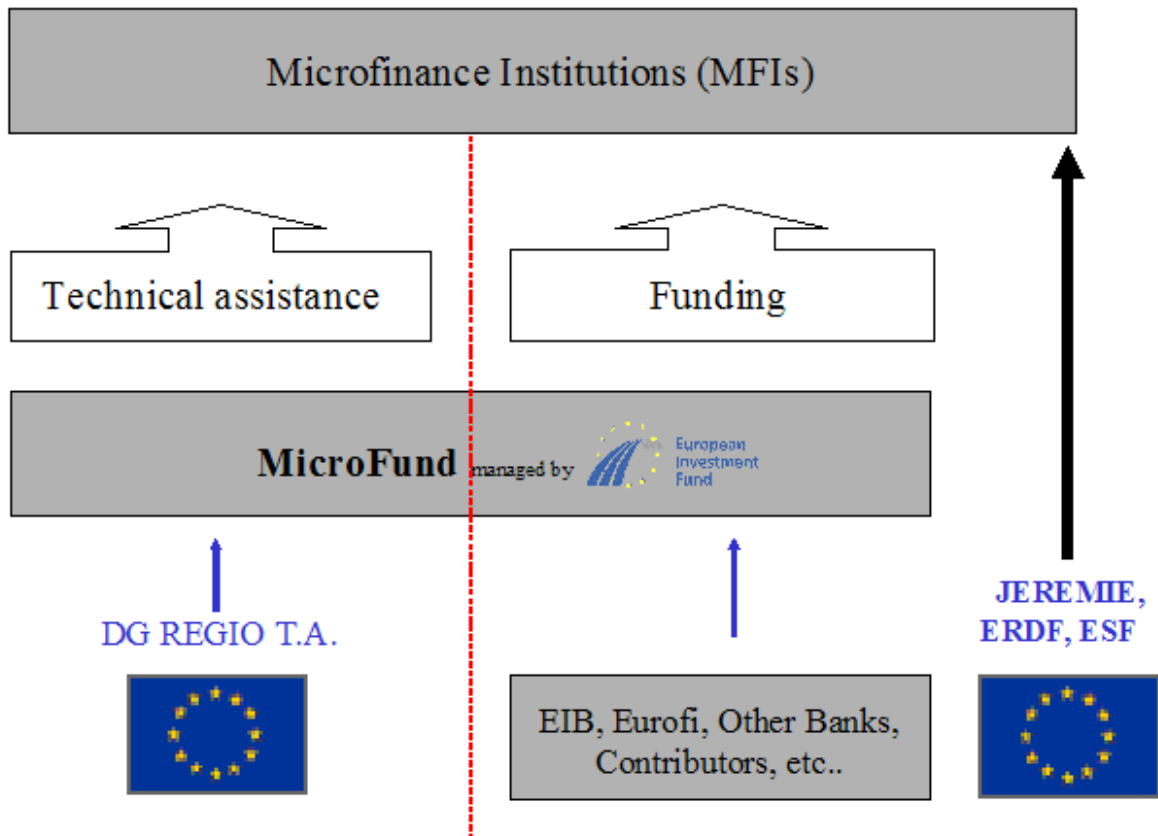 Microfinance Institutions (MFIs)
Technical assistance
Funding
MicroFund managed by
European
Investment
Fund
DG REGIO T.A.
JEREMIE,
ERDF, ESF
EIB, Eurofi, Other Banks,
Contributors, etc..